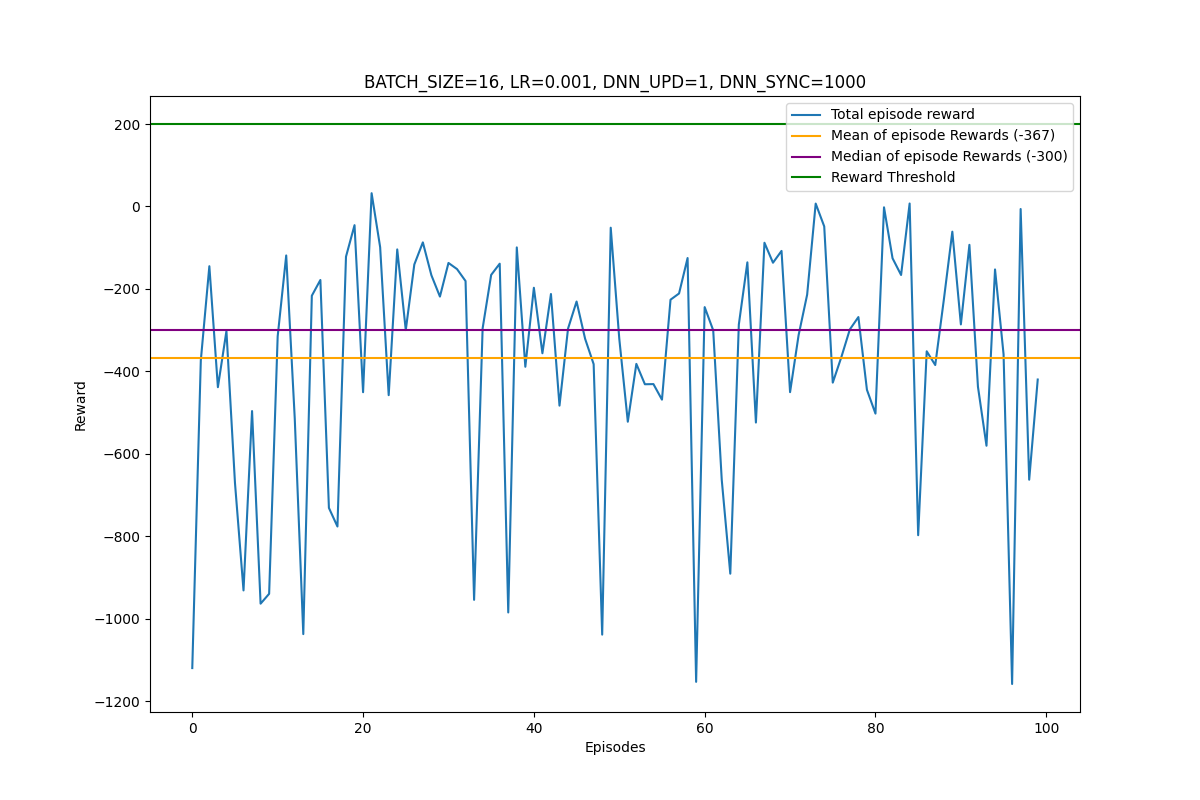 BATCH_SIZE=16, LR=0.001, DNN_UPD=1, DNN_SYNC=1000
Total episode reward
Mean of episode Rewards (-367)
Median of episode Rewards (-300)
Reward Threshold
200
0
−200
−400
−600
−800
−1000
−1200
Reward
0 20 40 60 80 100
Episodes